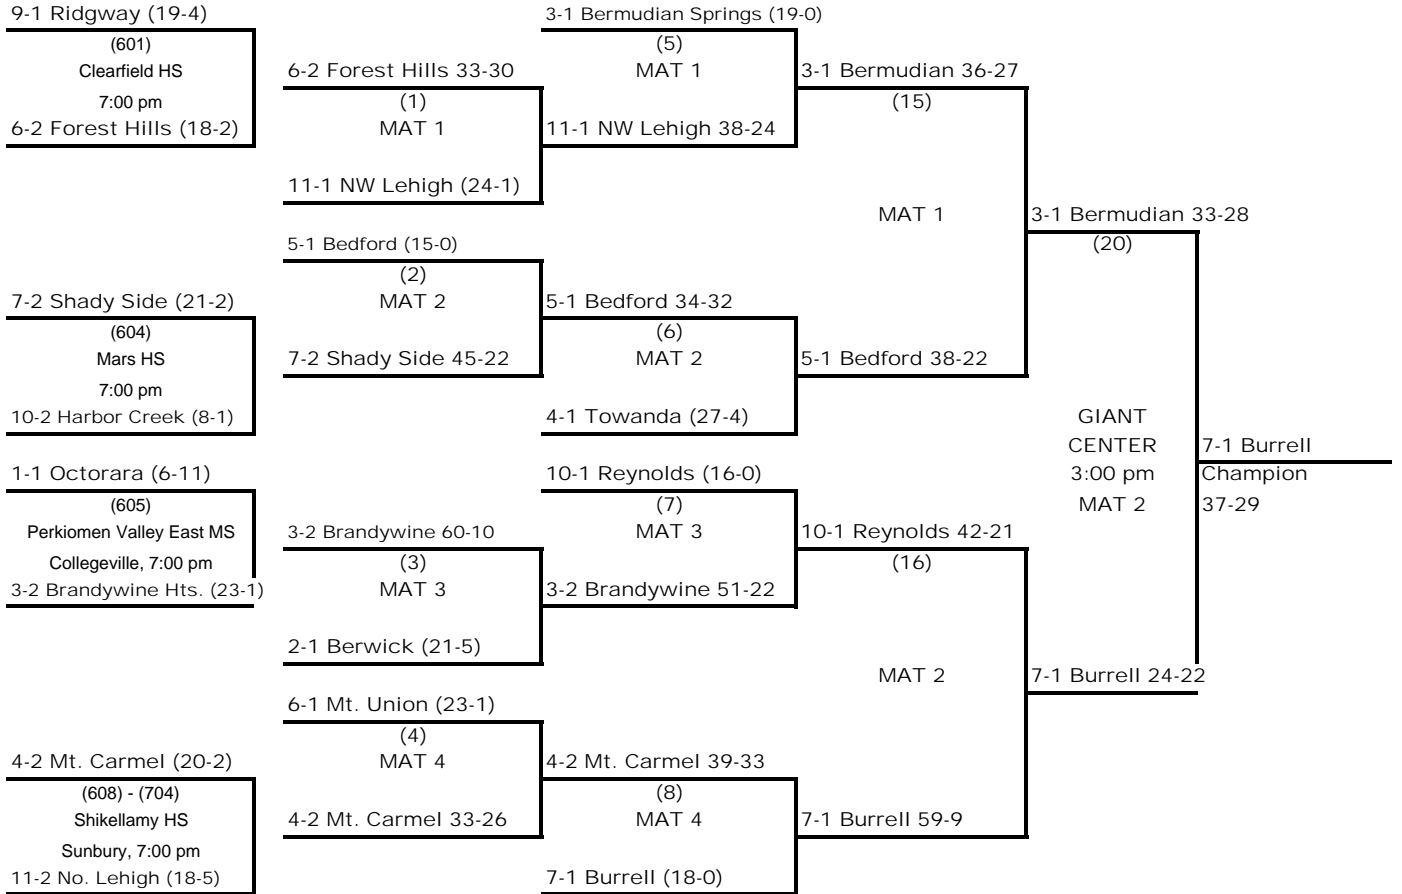 9-1 Ridgway (19-4)
(601)
Clearfield HS
7:00 pm
6-2 Forest Hills (18-2)
7-2 Shady Side (21-2)
(604)
Mars HS
7:00 pm
10-2 Harbor Creek (8-1)
1-1 Octorara (6-11)
(605)
Perkiomen Valley East MS
Collegeville, 7:00 pm
3-2 Brandywine Hts. (23-1)
4-2 Mt. Carmel (20-2)
(608) - (704)
Shikellamy HS
Sunbury, 7:00 pm
11-2 No. Lehigh (18-5)
6-2 Forest Hills 33-30
(1)
MAT 1
11-1 NW Lehigh (24-1)
5-1 Bedford (15-0)
(2)
MAT 2
7-2 Shady Side 45-22
3-2 Brandywine 60-10
(3)
MAT 3
2-1 Berwick (21-5)
6-1 Mt. Union (23-1)
(4)
MAT 4
4-2 Mt. Carmel 33-26
3-1 Bermudian Springs (19-0)
(5)
MAT 1
11-1 NW Lehigh 38-24
5-1 Bedford 34-32
(6)
MAT 2
4-1 Towanda (27-4)
10-1 Reynolds (16-0)
(7)
MAT 3
3-2 Brandywine 51-22
4-2 Mt. Carmel 39-33
(8)
MAT 4
7-1 Burrell (18-0)
3-1 Bermudian 36-27
(15)
MAT 1
5-1 Bedford 38-22
10-1 Reynolds 42-21
(16)
MAT 2
7-1 Burrell 59-9
3-1 Bermudian 33-28
(20)
GIANT
CENTER
3:00 pm
MAT 2
7-1 Burrell 24-22
7-1 Burrell
Champion
37-29